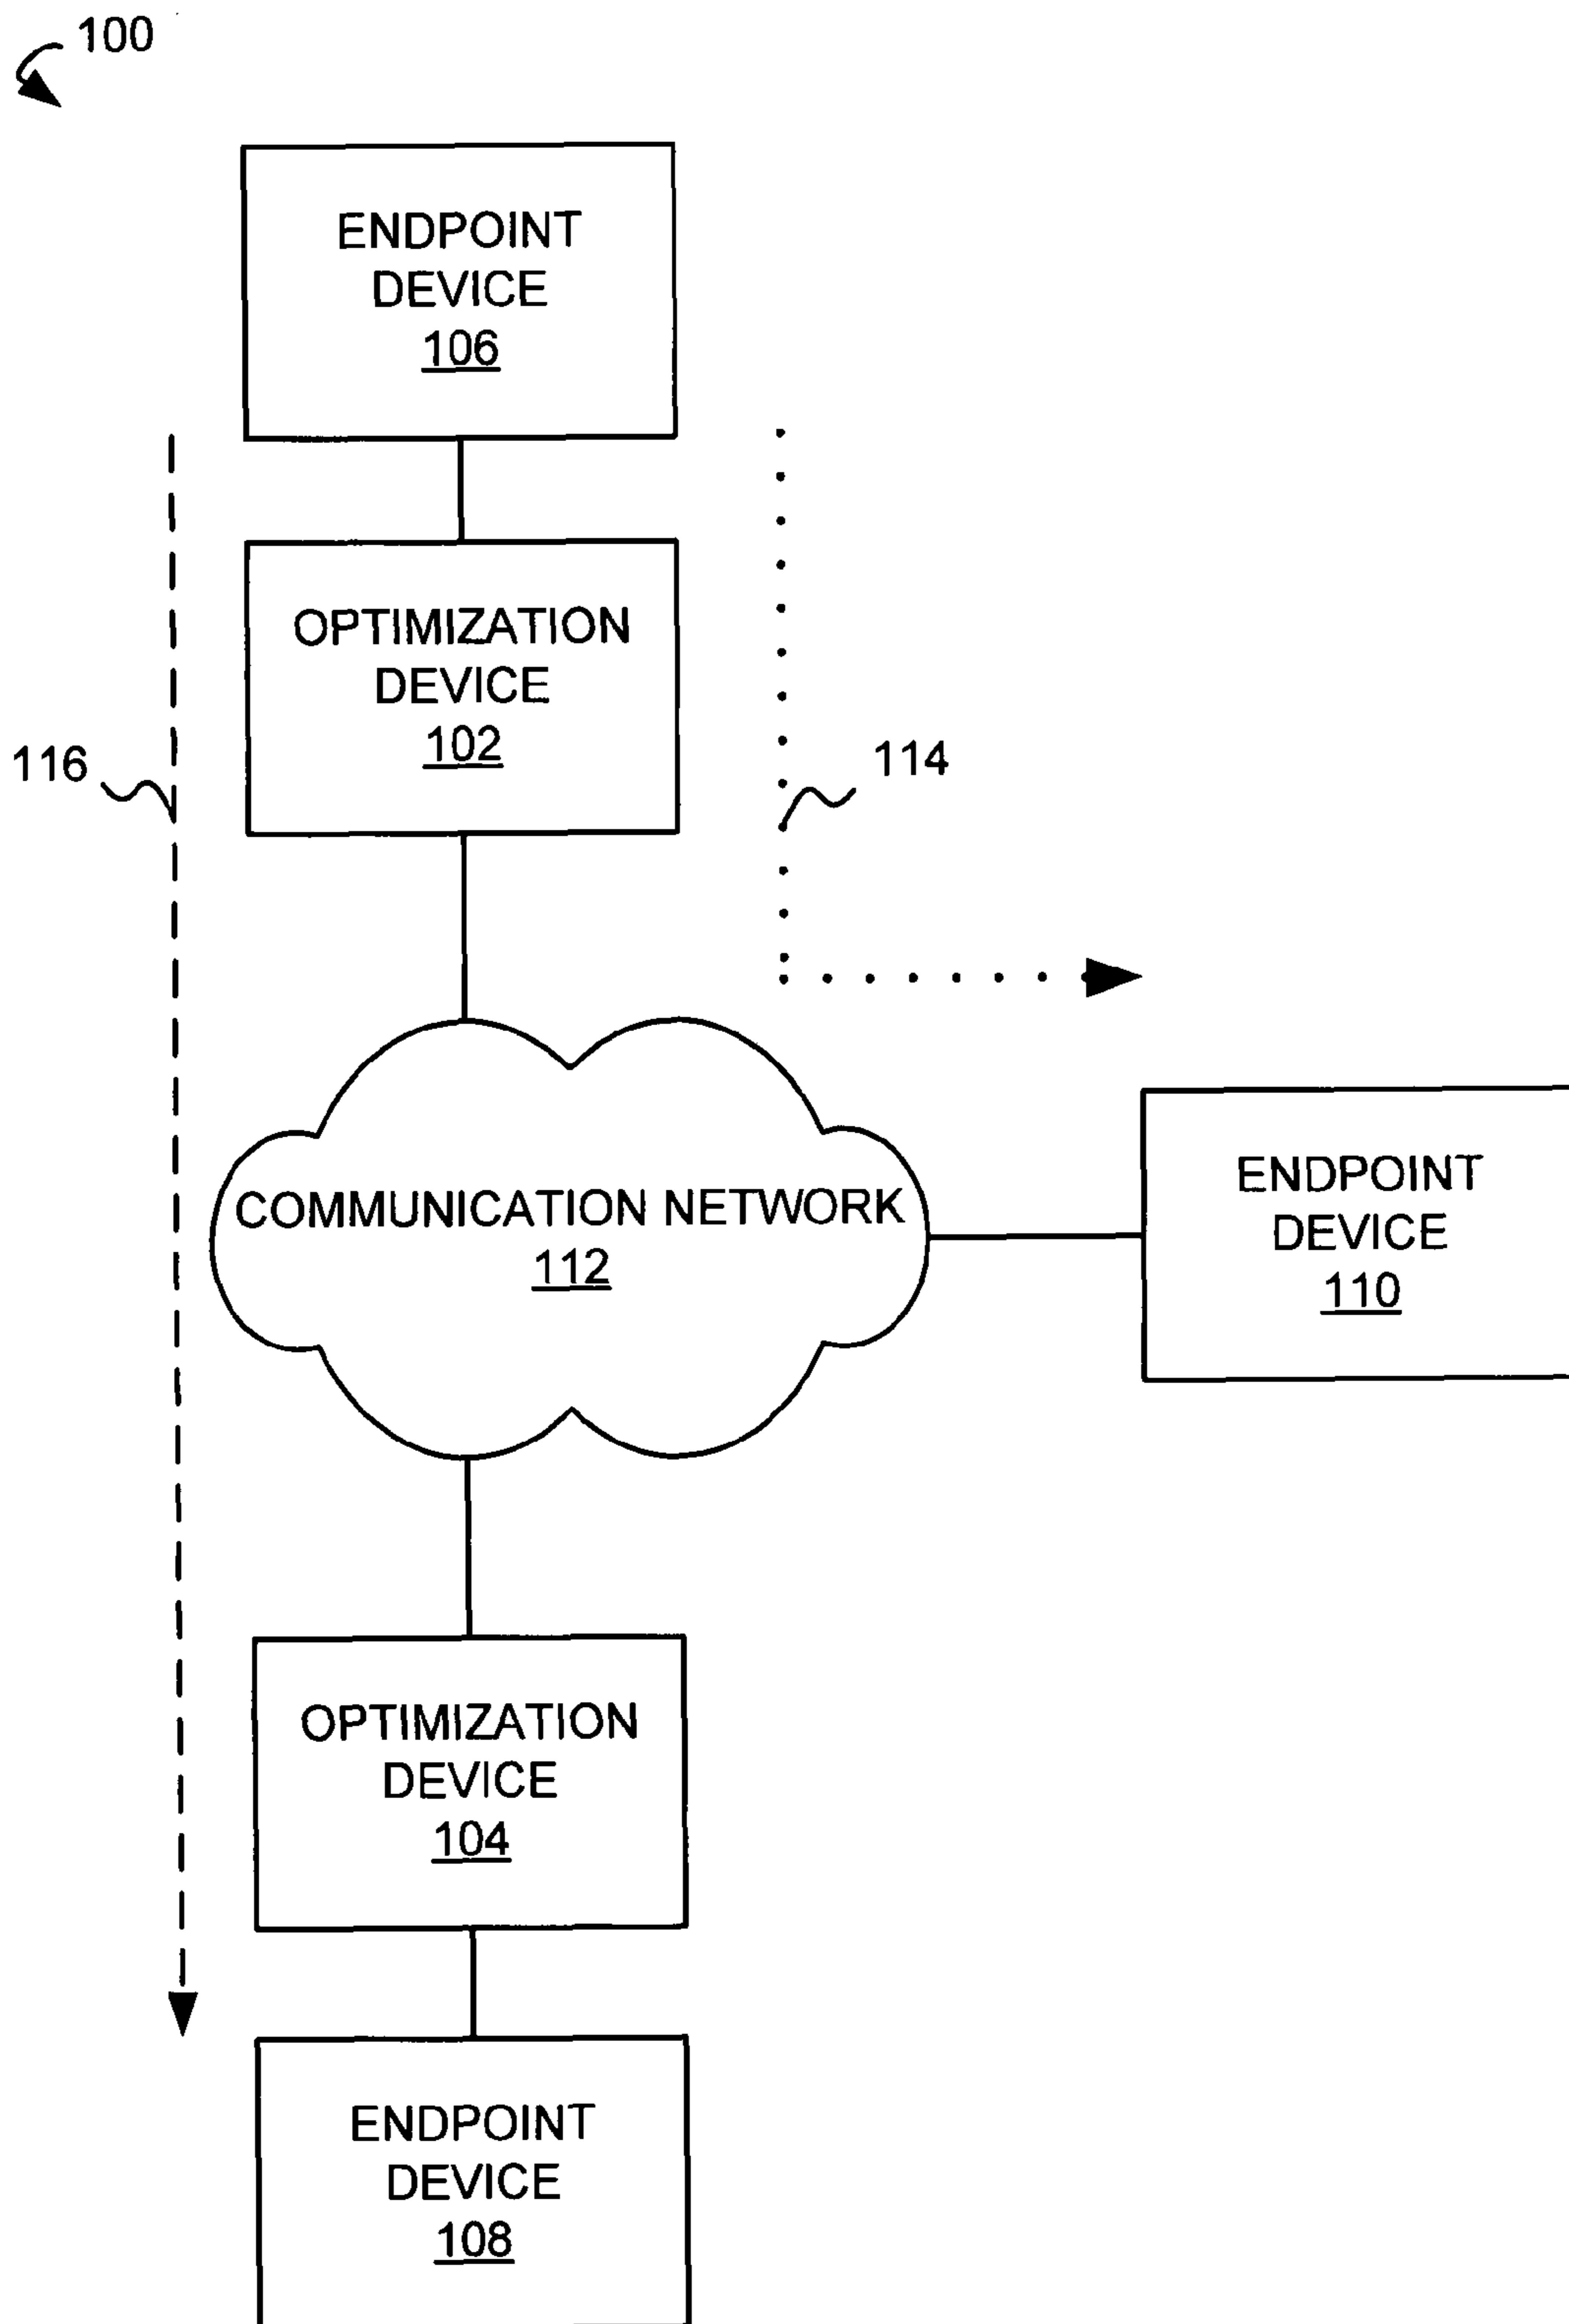 100
ENDPOINT
DEVICE
106
OPTIMIZATION
DEVICE
102
116
114
COMMUNICATION NETWORK
112
ENDPOINT
DEVICE
110
OPTIMIZATION
DEVICE
104
ENDPOINT
DEVICE
108